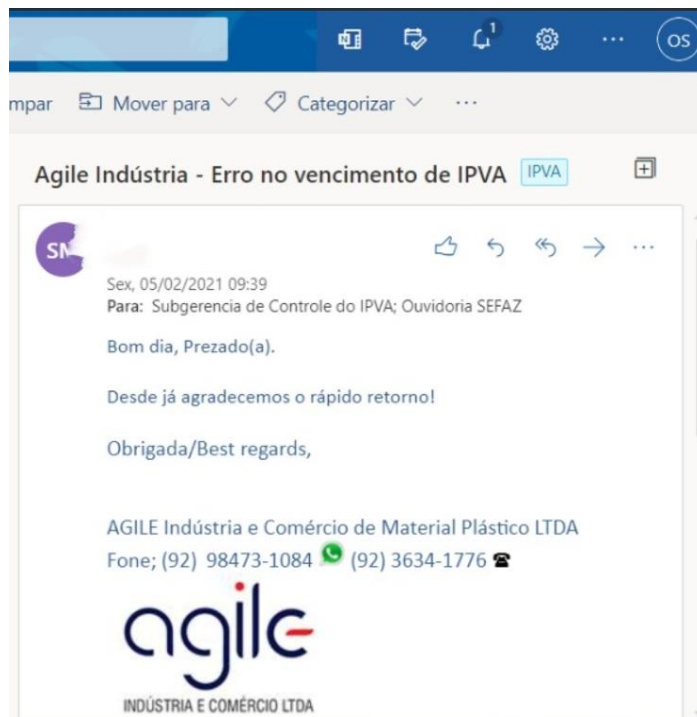 1
OS
mpar Mover para Categorizar ...
Agile Indústria - Erro no vencimento de IPVA IPVA
SM
Sex, 05/02/2021 09:39
Para: Subgerencia de Controle do IPVA; Ouvidoria SEFAZ
Bom dia, Prezado(a).
Desde já agradecemos o rápido retorno!
Obrigada/Best regards,
AGILE Indústria e Comércio de Material Plástico LTDA
Fone; (92) 98473-1084 (92) 3634-1776
agile
INDÚSTRIA E COMÉRCIO LTDA